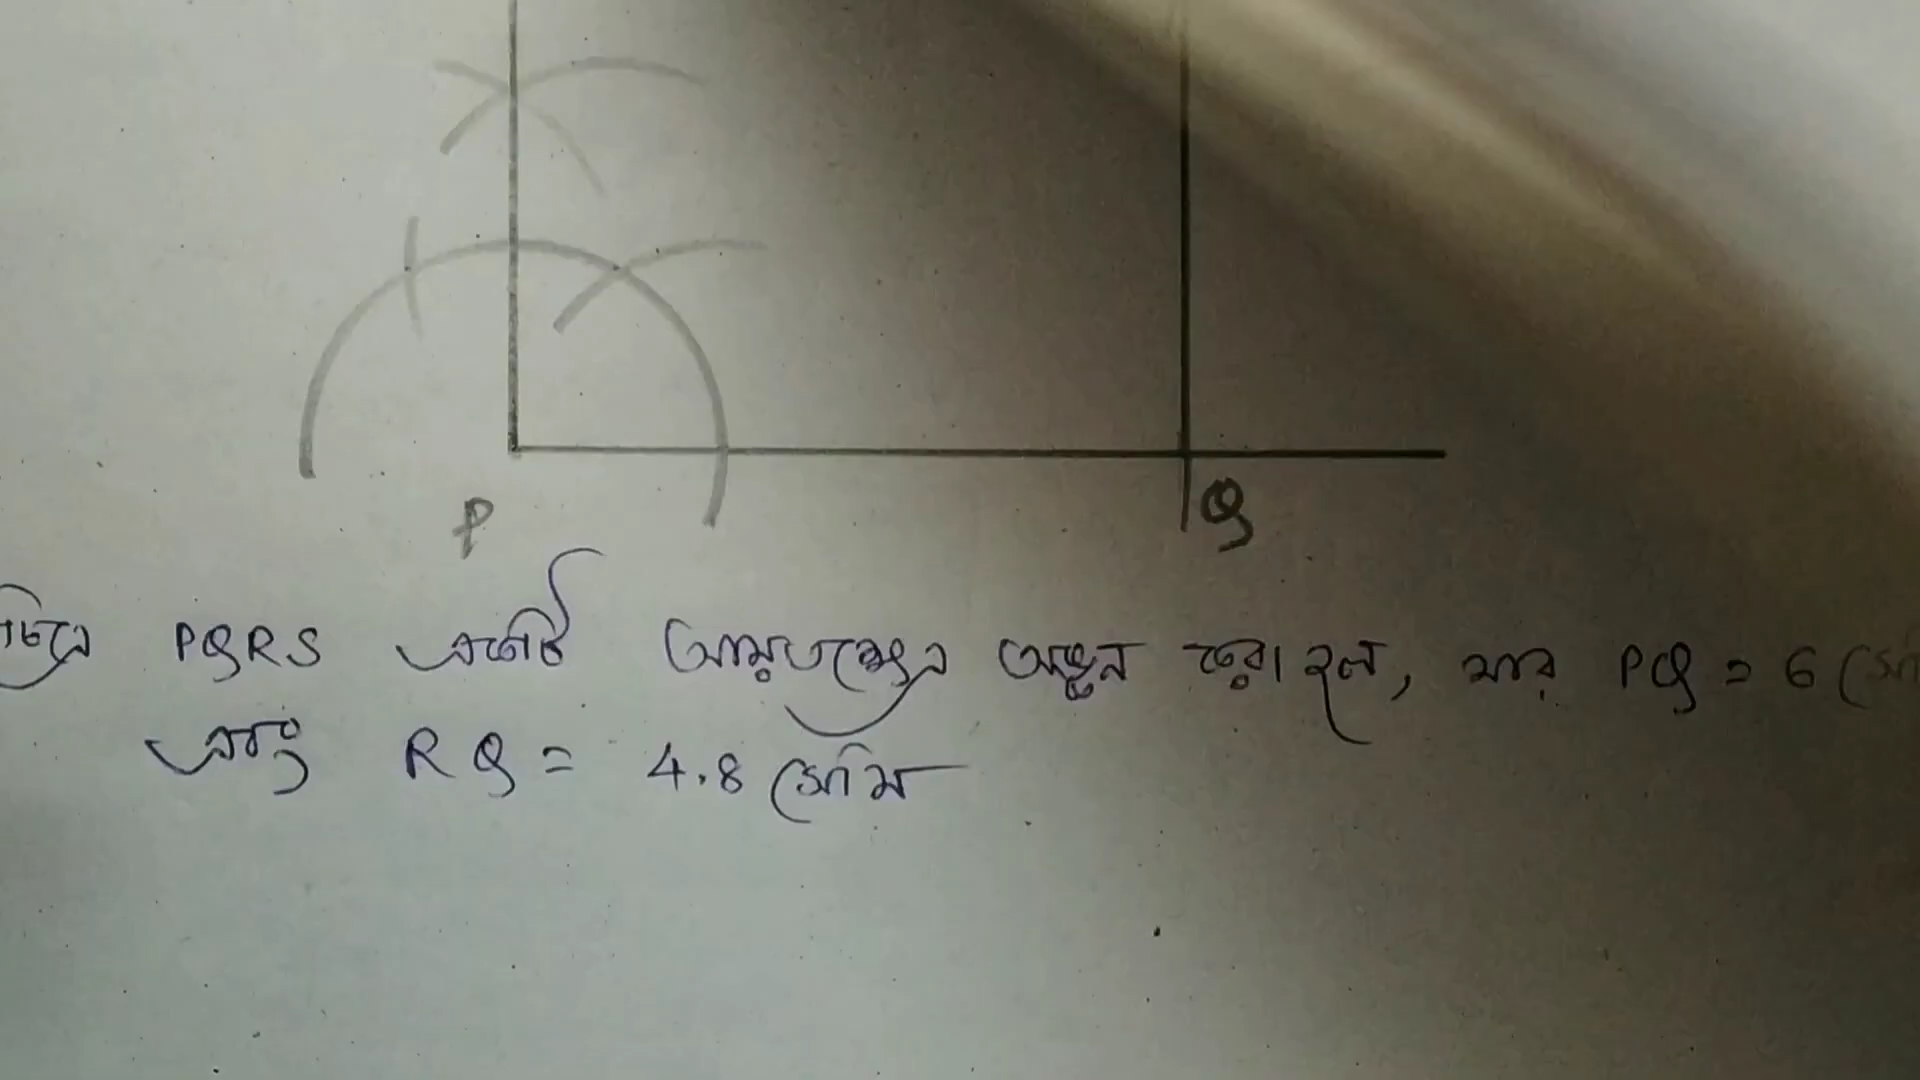 P Q
চিত্রে PQRS একটি আয়তক্ষেত্র অঙ্কন করা হল, যার PQ = 6 সে
এবং RQ = 4.8 সেমি